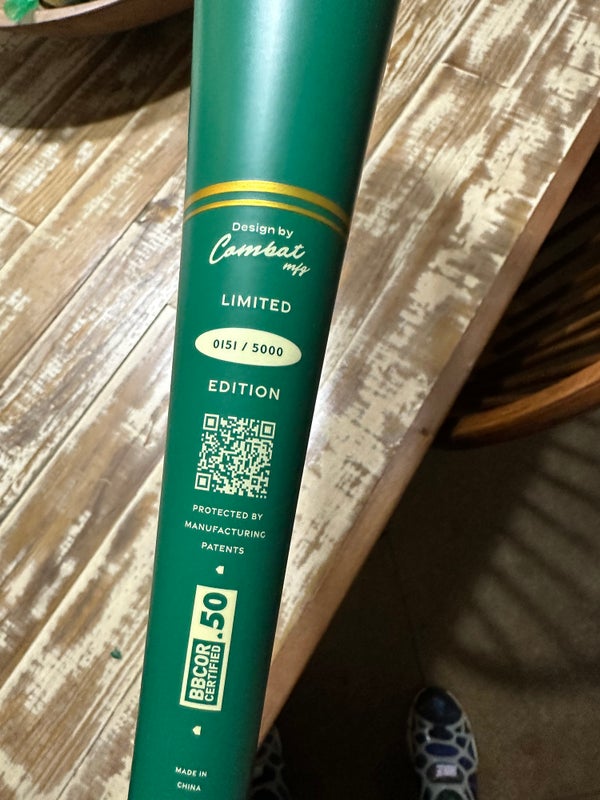 Design by
Combat
mfg
LIMITED
0151 / 5000
EDITION
PROTECTED BY
MANUFACTURING
PATENTS
BBCOR
CERTIFIED
.50
MADE IN
CHINA